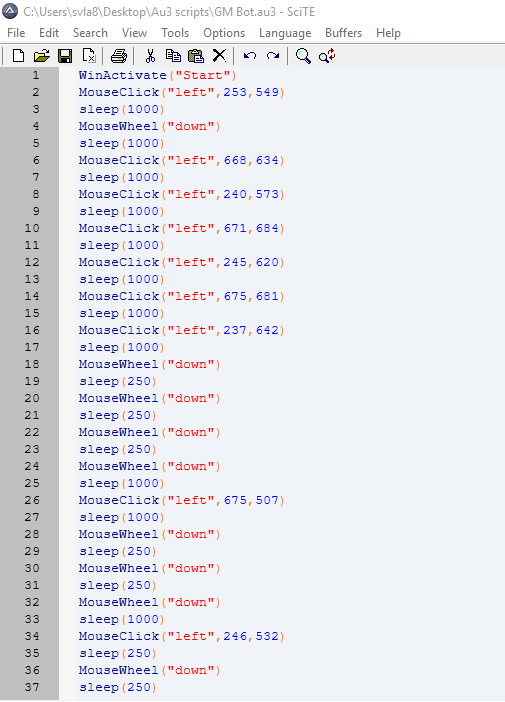 C:\Users\svla8\Desktop\Au3 scripts\GM Bot.au3 - SciTE
File Edit Search View Tools Options Language Buffers Help
1 WinActivate("Start")
2 MouseClick("left",253,549)
3 sleep(1000)
4 MouseWheel("down")
5 sleep(1000)
6 MouseClick("left",668,634)
7 sleep(1000)
8 MouseClick("left",240,573)
9 sleep(1000)
10 MouseClick("left",671,684)
11 sleep(1000)
12 MouseClick("left",245,620)
13 sleep(1000)
14 MouseClick("left",675,681)
15 sleep(1000)
16 MouseClick("left",237,642)
17 sleep(1000)
18 MouseWheel("down")
19 sleep(250)
20 MouseWheel("down")
21 sleep(250)
22 MouseWheel("down")
23 sleep(250)
24 MouseWheel("down")
25 sleep(1000)
26 MouseClick("left",675,507)
27 sleep(1000)
28 MouseWheel("down")
29 sleep(250)
30 MouseWheel("down")
31 sleep(250)
32 MouseWheel("down")
33 sleep(1000)
34 MouseClick("left",246,532)
35 sleep(250)
36 MouseWheel("down")
37 sleep(250)